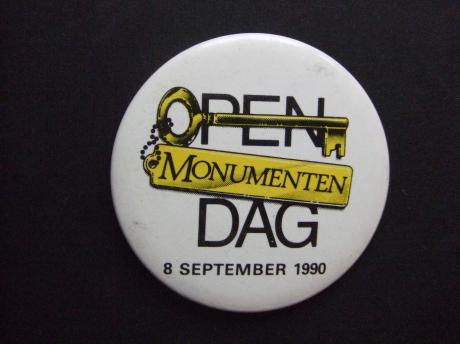 OPEN
MONUMENTEN
DAG
8 SEPTEMBER 1990